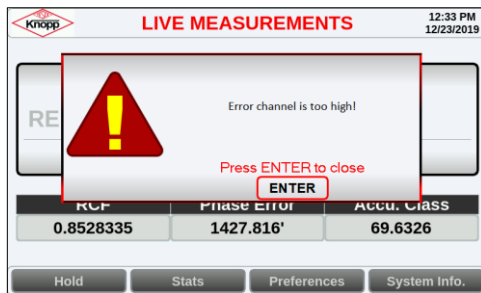 Knopp
LIVE MEASUREMENTS
12:33 PM
12/23/2019
RE
Error channel is too high!
Press ENTER to close
ENTER
RCF Phase Error Accu. Class
0.8528335 1427.816' 69.6326
Hold Stats Preferences System Info.